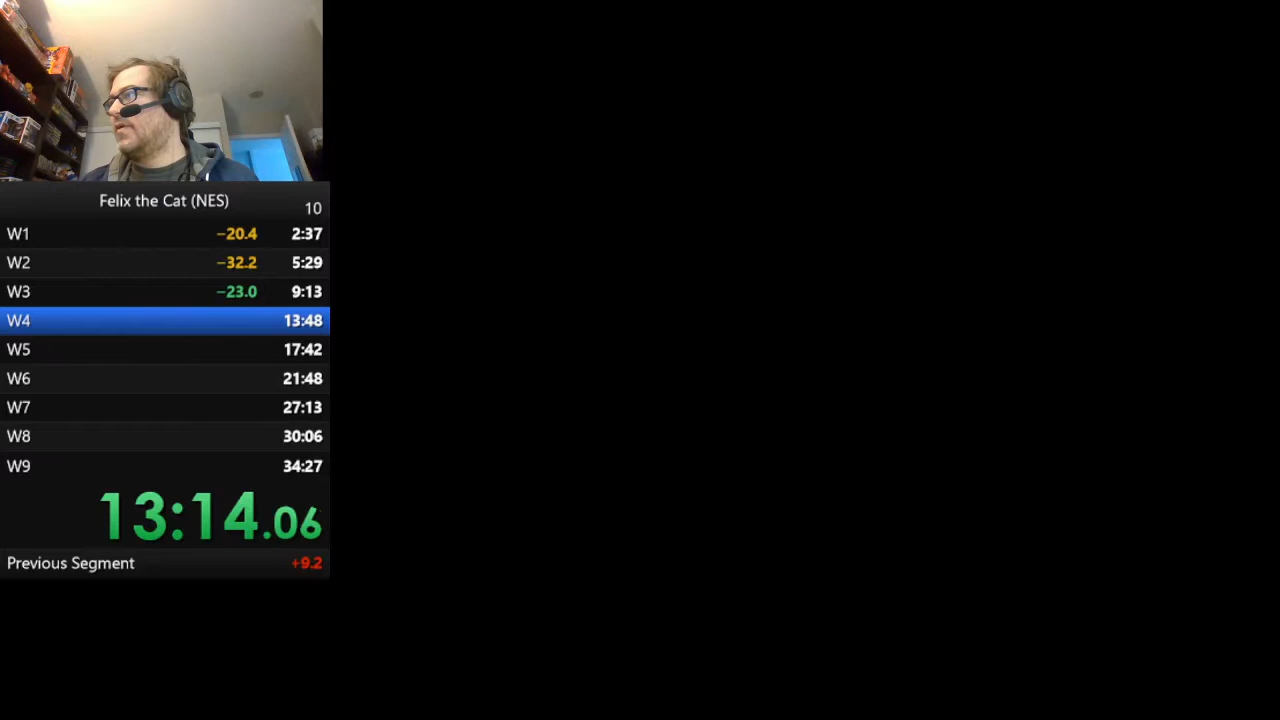 Felix the Cat (NES)
10
W1 −20.4 2:37
W2 −32.2 5:29
W3 −23.0 9:13
W4 13:48
W5 17:42
W6 21:48
W7 27:13
W8 30:06
W9 34:27
13:14.06
Previous Segment +9.2